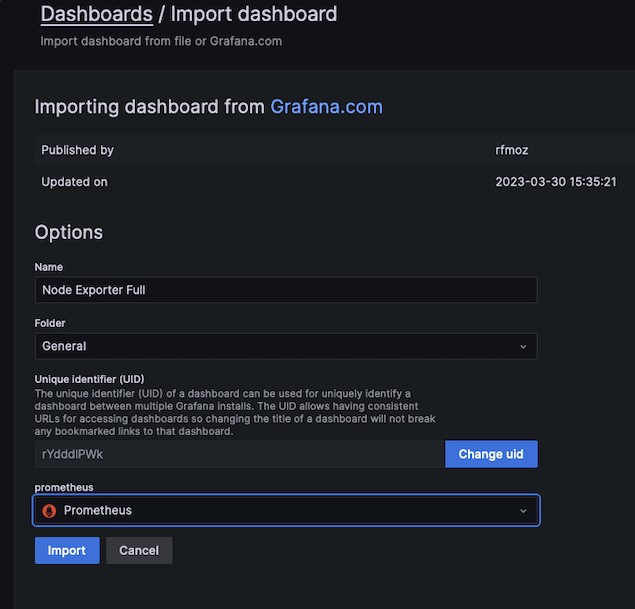 Dashboards / Import dashboard
Import dashboard from file or Grafana.com
Importing dashboard from Grafana.com
Published by rfmoz
Updated on 2023-03-30 15:35:21
Options
Name
Node Exporter Full
Folder
General
Unique identifier (UID)
The unique identifier (UID) of a dashboard can be used for uniquely identify a
dashboard between multiple Grafana installs. The UID allows having consistent
URLs for accessing dashboards so changing the title of a dashboard will not break
any bookmarked links to that dashboard.
rYdddlPWk Change uid
prometheus
Prometheus
Import Cancel